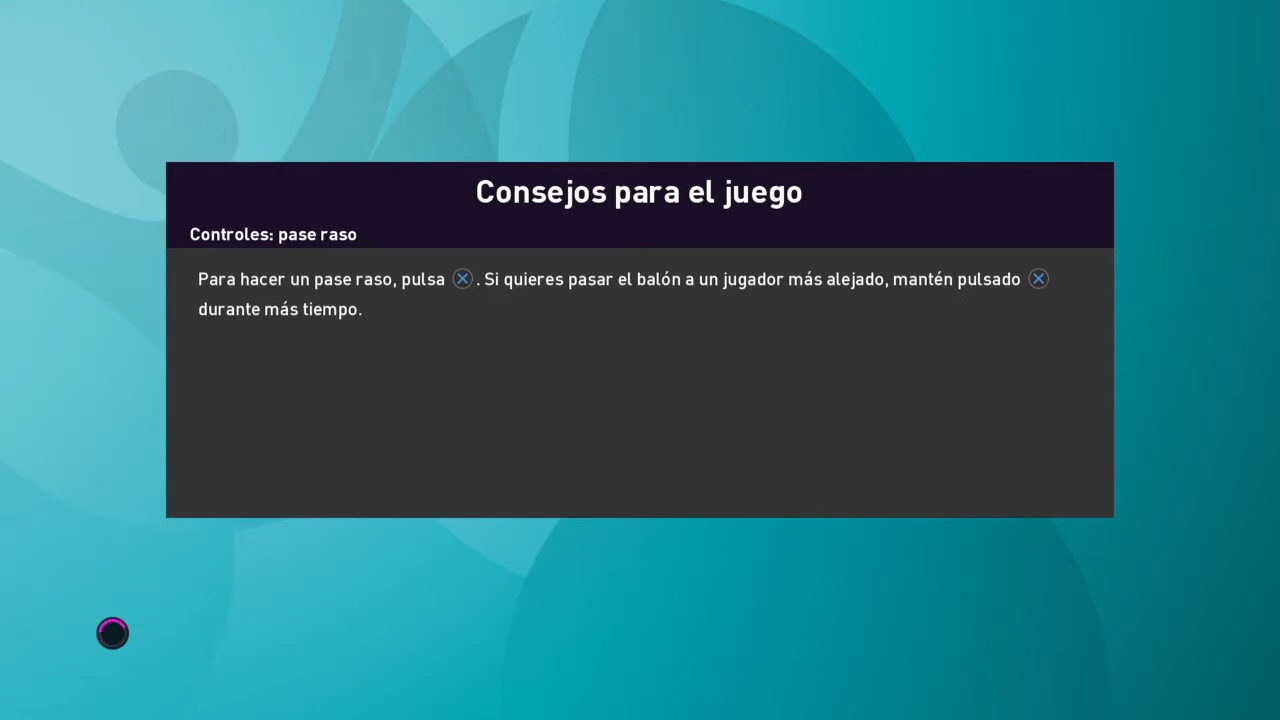 Consejos para el juego
Controles: pase raso
Para hacer un pase raso, pulsa ⓧ. Si quieres pasar el balón a un jugador más alejado, mantén pulsado ⓧ
durante más tiempo.